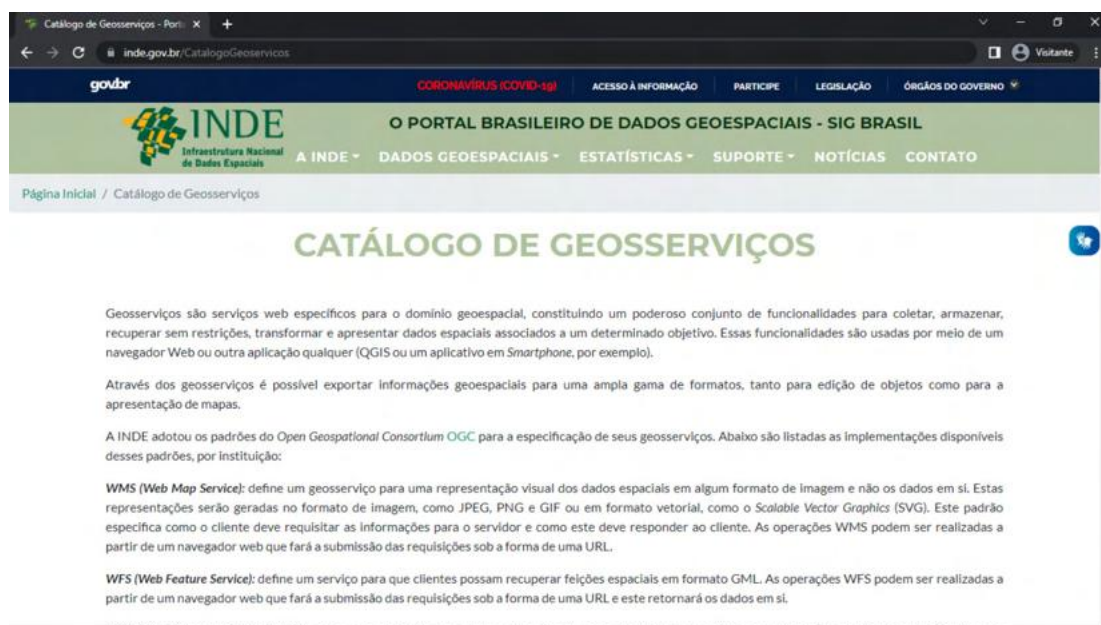 Catálogo de Geosserviços - Port
inde.gov.br/CatalogoGeoservicos
Visitante
govbr
CORONAVÍRUS (COVID-19)
ACESSO À INFORMAÇÃO
PARTICIPE
LEGISLAÇÃO
ÓRGÃOS DO GOVERNO
INDE
Infraestrutura Nacional
de Dados Espaciais
O PORTAL BRASILEIRO DE DADOS GEOESPACIAIS - SIG BRASIL
A INDE
DADOS GEOESPACIAIS
ESTATÍSTICAS
SUPORTE
NOTÍCIAS
CONTATO
Página Inicial / Catálogo de Geosserviços
CATÁLOGO DE GEOSSERVIÇOS
Geosserviços são serviços web específicos para o domínio geoespacial, constituindo um poderoso conjunto de funcionalidades para coletar, armazenar,
recuperar sem restrições, transformar e apresentar dados espaciais associados a um determinado objetivo. Essas funcionalidades são usadas por meio de um
navegador Web ou outra aplicação qualquer (QGIS ou um aplicativo em Smartphone, por exemplo).
Através dos geosserviços é possível exportar informações geoespaciais para uma ampla gama de formatos, tanto para edição de objetos como para a
apresentação de mapas.
A INDE adotou os padrões do Open Geospational Consortium OGC para a especificação de seus geosserviços. Abaixo são listadas as implementações disponíveis
desses padrões, por instituição:
WMS (Web Map Service): define um geosserviço para uma representação visual dos dados espaciais em algum formato de imagem e não os dados em si. Estas
representações serão geradas no formato de imagem, como JPEG, PNG e GIF ou em formato vetorial, como o Scalable Vector Graphics (SVG). Este padrão
especifica como o cliente deve requisitar as informações para o servidor e como este deve responder ao cliente. As operações WMS podem ser realizadas a
partir de um navegador web que fará a submissão das requisições sob a forma de uma URL.
WFS (Web Feature Service): define um serviço para que clientes possam recuperar feições espaciais em formato GML. As operações WFS podem ser realizadas a
partir de um navegador web que fará a submissão das requisições sob a forma de uma URL e este retornará os dados em si.